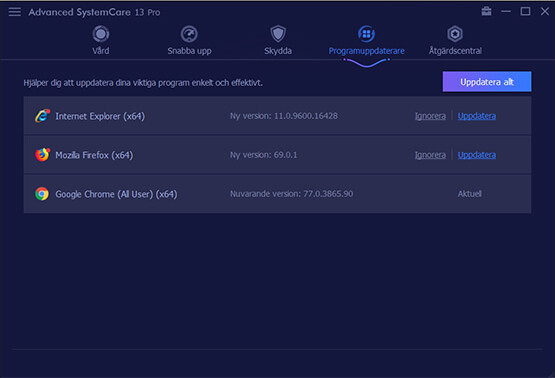 Advanced SystemCare 13 Pro
Vård
Snabba upp
Skydda
Programuppdaterare
Åtgärdscentral
Hjälper dig att uppdatera dina viktiga program enkelt och effektivt.
Uppdatera allt
Internet Explorer (x64) Ny version: 11.0.9600.16428 Ignorera Uppdatera
Mozilla Firefox (x64) Ny version: 69.0.1 Ignorera Uppdatera
Google Chrome (All User) (x64) Nuvarande version: 77.0.3865.90 Aktuell